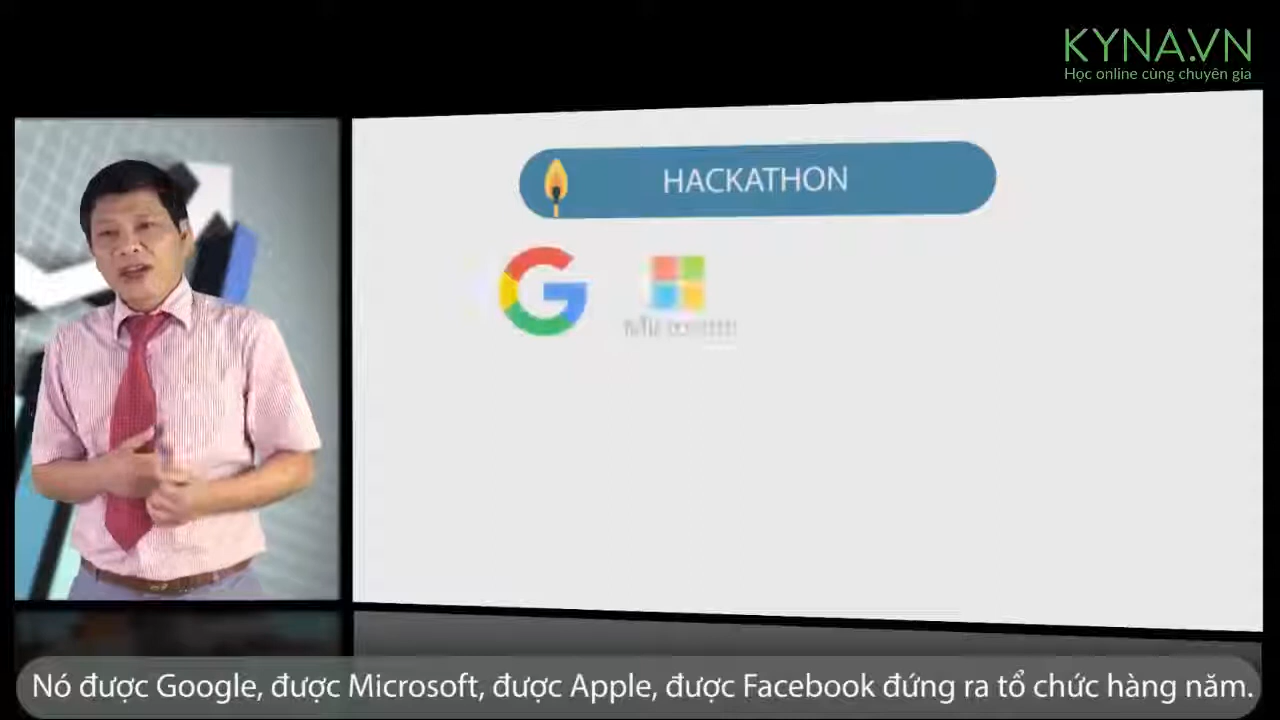 KYNA.VN
Học online cùng chuyên gia
HACKATHON
Nó được Google, được Microsoft, được Apple, được Facebook đứng ra tổ chức hàng năm.